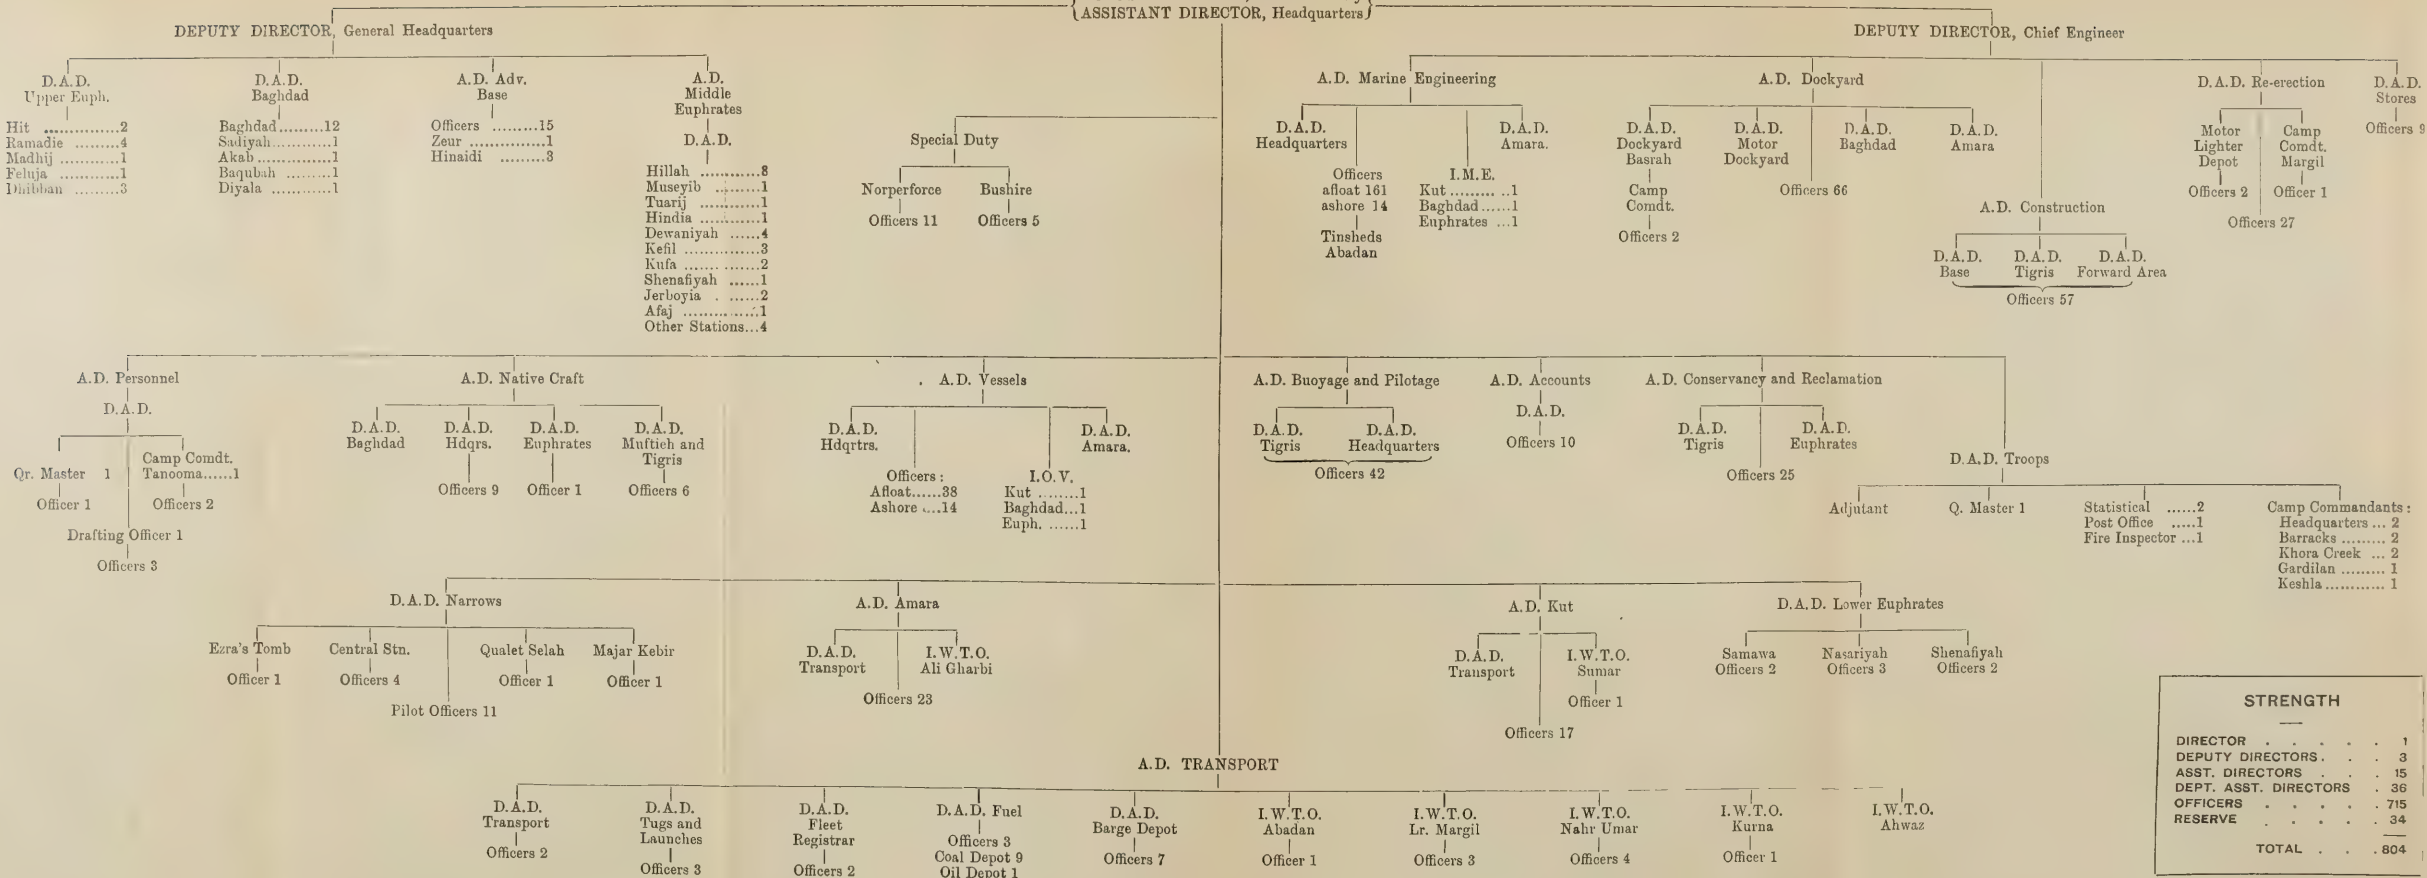 ASSISTANT DIRECTOR, Headquarters
DEPUTY DIRECTOR, General Headquarters
DEPUTY DIRECTOR, Chief Engineer
D.A.D.
Upper Euph.
Hit ..............2
Ramadie ..........4
Madhij ...........1
Feluja ...........1
Dhibban .........3
D.A.D.
Baghdad
Baghdad.........12
Sadiyah............1
Akab...............1
Baqubah .........1
Diyala ............1
A.D. Adv.
Base
Officers .........15
Zeur ...............1
Hinaidi .........3
A.D.
Middle
Euphrates
D.A.D.
Hillah ............8
Museyib .........1
Tuarij ............1
Hindia ............1
Dewaniyah ......4
Kefil ...............3
Kufa ...............2
Shenafiyah ......1
Jerboyia . ......2
Afaj ...............1
Other Stations...4
Special Duty
Norperforce
Officers 11
Bushire
Officers 5
A.D. Marine Engineering
D.A.D.
Headquarters
Officers
afloat 161
ashore 14
Tinsheds
Abadan
I.M.E.
Kut ...........1
Baghdad......1
Euphrates ...1
D.A.D.
Amara.
A.D. Dockyard
D.A.D.
Dockyard
Basrah
Camp
Comdt.
Officers 2
D.A.D.
Motor
Dockyard
Officers 66
D.A.D.
Baghdad
D.A.D.
Amara
A.D. Construction
D.A.D.
Base
D.A.D.
Tigris
D.A.D.
Forward Area
Officers 57
D.A.D. Re-erection
Motor
Lighter
Depot
Officers 2
Camp
Comdt.
Margil
Officer 1
Officers 27
D.A.D.
Stores
Officers 9
A.D. Personnel
D.A.D.
Qr. Master 1
Officer 1
Camp Comdt.
Tanooma......1
Officers 2
Drafting Officer 1
Officers 3
A.D. Native Craft
D.A.D.
Baghdad
D.A.D.
Hdqrs.
Officers 9
D.A.D.
Euphrates
Officer 1
D.A.D.
Muftieh and
Tigris
Officers 6
A.D. Vessels
D.A.D.
Hdqrtrs.
Officers :
Afloat......38
Ashore ....14
I.O.V.
Kut ........1
Baghdad...1
Euph. ......1
D.A.D.
Amara.
A.D. Buoyage and Pilotage
D.A.D.
Tigris
D.A.D.
Headquarters
Officers 42
A.D. Accounts
D.A.D.
Officers 10
A.D. Conservancy and Reclamation
D.A.D.
Tigris
D.A.D.
Euphrates
Officers 25
D.A.D. Troops
Adjutant
Q. Master 1
Statistical ......2
Post Office .....1
Fire Inspector ...1
Camp Commandants :
Headquarters ... 2
Barracks ......... 2
Khora Creek ... 2
Gardilan ......... 1
Keshla............ 1
D.A.D. Narrows
Ezra's Tomb
Officer 1
Central Stn.
Officers 4
Qualet Selah
Officer 1
Majar Kebir
Officer 1
Pilot Officers 11
A.D. Amara
D.A.D.
Transport
I.W.T.O.
Ali Gharbi
Officers 23
A.D. Kut
D.A.D.
Transport
I.W.T.O.
Sumar
Officer 1
Officers 17
D.A.D. Lower Euphrates
Samawa
Officers 2
Nasariyah
Officers 3
Shenafiyah
Officers 2
A.D. TRANSPORT
D.A.D.
Transport
Officers 2
D.A.D.
Tugs and
Launches
Officers 3
D.A.D.
Fleet
Registrar
Officers 2
D.A.D. Fuel
Officers 3
Coal Depot 9
Oil Depot 1
D.A.D.
Barge Depot
Officers 7
I.W.T.O.
Abadan
Officer 1
I.W.T.O.
Lr. Margil
Officers 3
I.W.T.O.
Nahr Umar
Officers 4
I.W.T.O.
Kurna
Officer 1
I.W.T.O.
Ahwaz
STRENGTH
DIRECTOR . . . . . 1
DEPUTY DIRECTORS . . . 3
ASST. DIRECTORS . . . 15
DEPT. ASST. DIRECTORS . 36
OFFICERS . . . . . 715
RESERVE . . . . . 34
TOTAL . . . 804